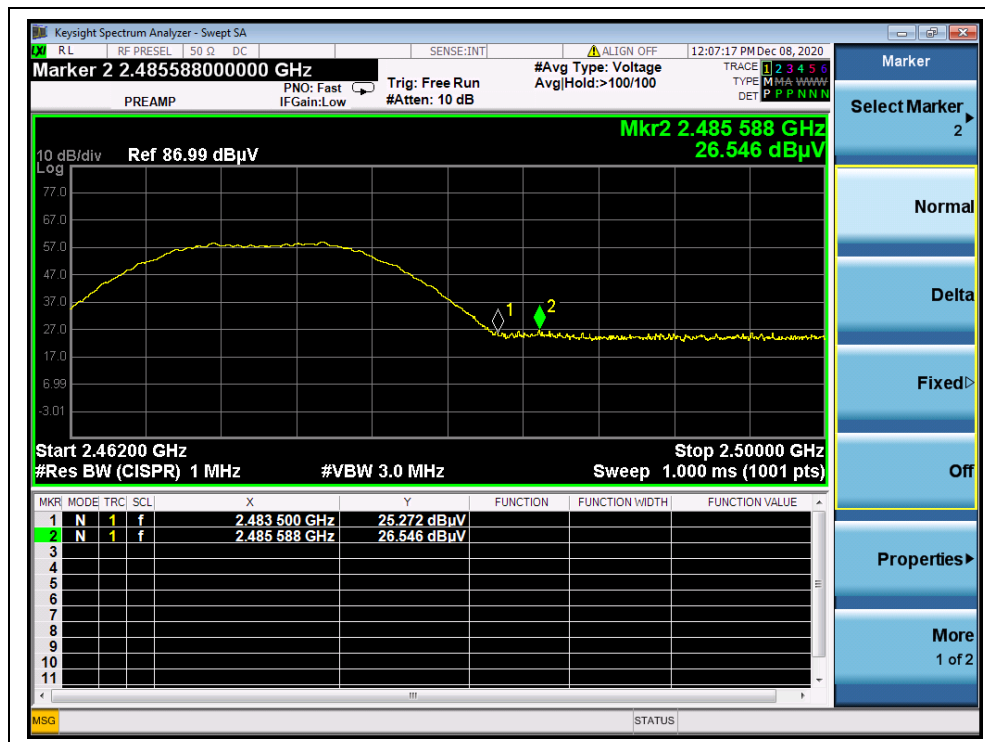 Keysight Spectrum Analyzer - Swept SA
LXI RL RF PRESEL 50 Ω DC SENSE:INT ALIGN OFF 12:07:17 PM Dec 08, 2020
Marker 2 2.485588000000 GHz
PREAMP
PNO: Fast
IFGain:Low
Trig: Free Run
#Atten: 10 dB
#Avg Type: Voltage
Avg|Hold:>100/100
TRACE 1 2 3 4 5 6
TYPE M M A W W W W
DET P P P N N N
Mkr2 2.485 588 GHz
26.546 dBµV
10 dB/div Ref 86.99 dBµV
Log
77.0
67.0
57.0
47.0
37.0
27.0
17.0
6.99
-3.01
1
2
Start 2.46200 GHz Stop 2.50000 GHz
#Res BW (CISPR) 1 MHz #VBW 3.0 MHz Sweep 1.000 ms (1001 pts)
MKR MODE TRC SCL X Y FUNCTION FUNCTION WIDTH FUNCTION VALUE
1 N 1 f 2.483 500 GHz 25.272 dBµV
2 N 1 f 2.485 588 GHz 26.546 dBµV
3
4
5
6
7
8
9
10
11
MSG STATUS
Marker
Select Marker
2
Normal
Delta
Fixed
Off
Properties
More
1 of 2